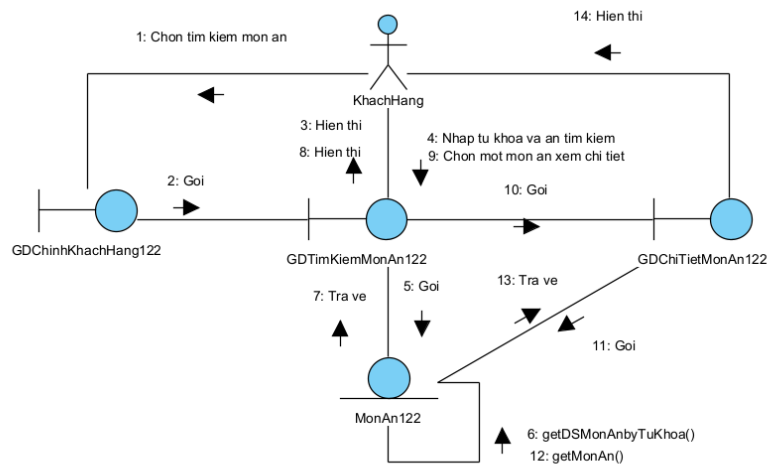 14: Hien thi
1: Chon tim kiem mon an
KhachHang
3: Hien thi
8: Hien thi
4: Nhap tu khoa va an tim kiem
9: Chon mot mon an xem chi tiet
2: Goi
10: Goi
GDChinhKhachHang122
GDTimKiemMonAn122
GDChiTietMonAn122
7: Tra ve
5: Goi
13: Tra ve
11: Goi
MonAn122
6: getDSMonAnbyTuKhoa()
12: getMonAn()